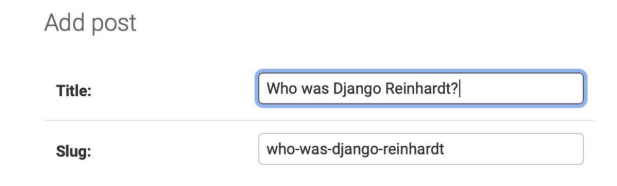 Add post
Title: Who was Django Reinhardt?
Slug: who-was-django-reinhardt